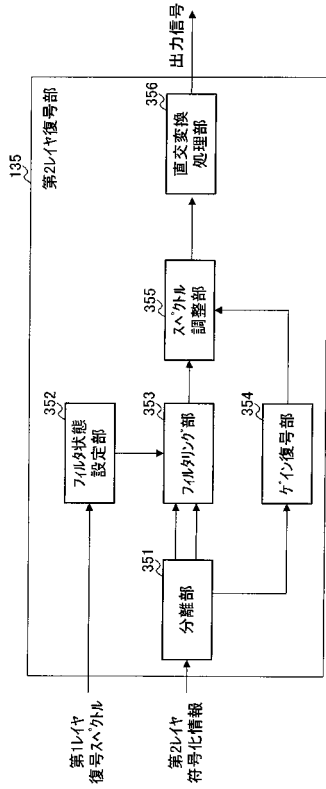 135
第2レイヤ復号部
第1レイヤ
復号スペクトル
352
フィルタ状態
設定部
第2レイヤ
符号化情報
351
分離部
353
フィルタリング部
354
ゲイン復号部
355
スペクトル
調整部
356
直交変換
処理部
出力信号